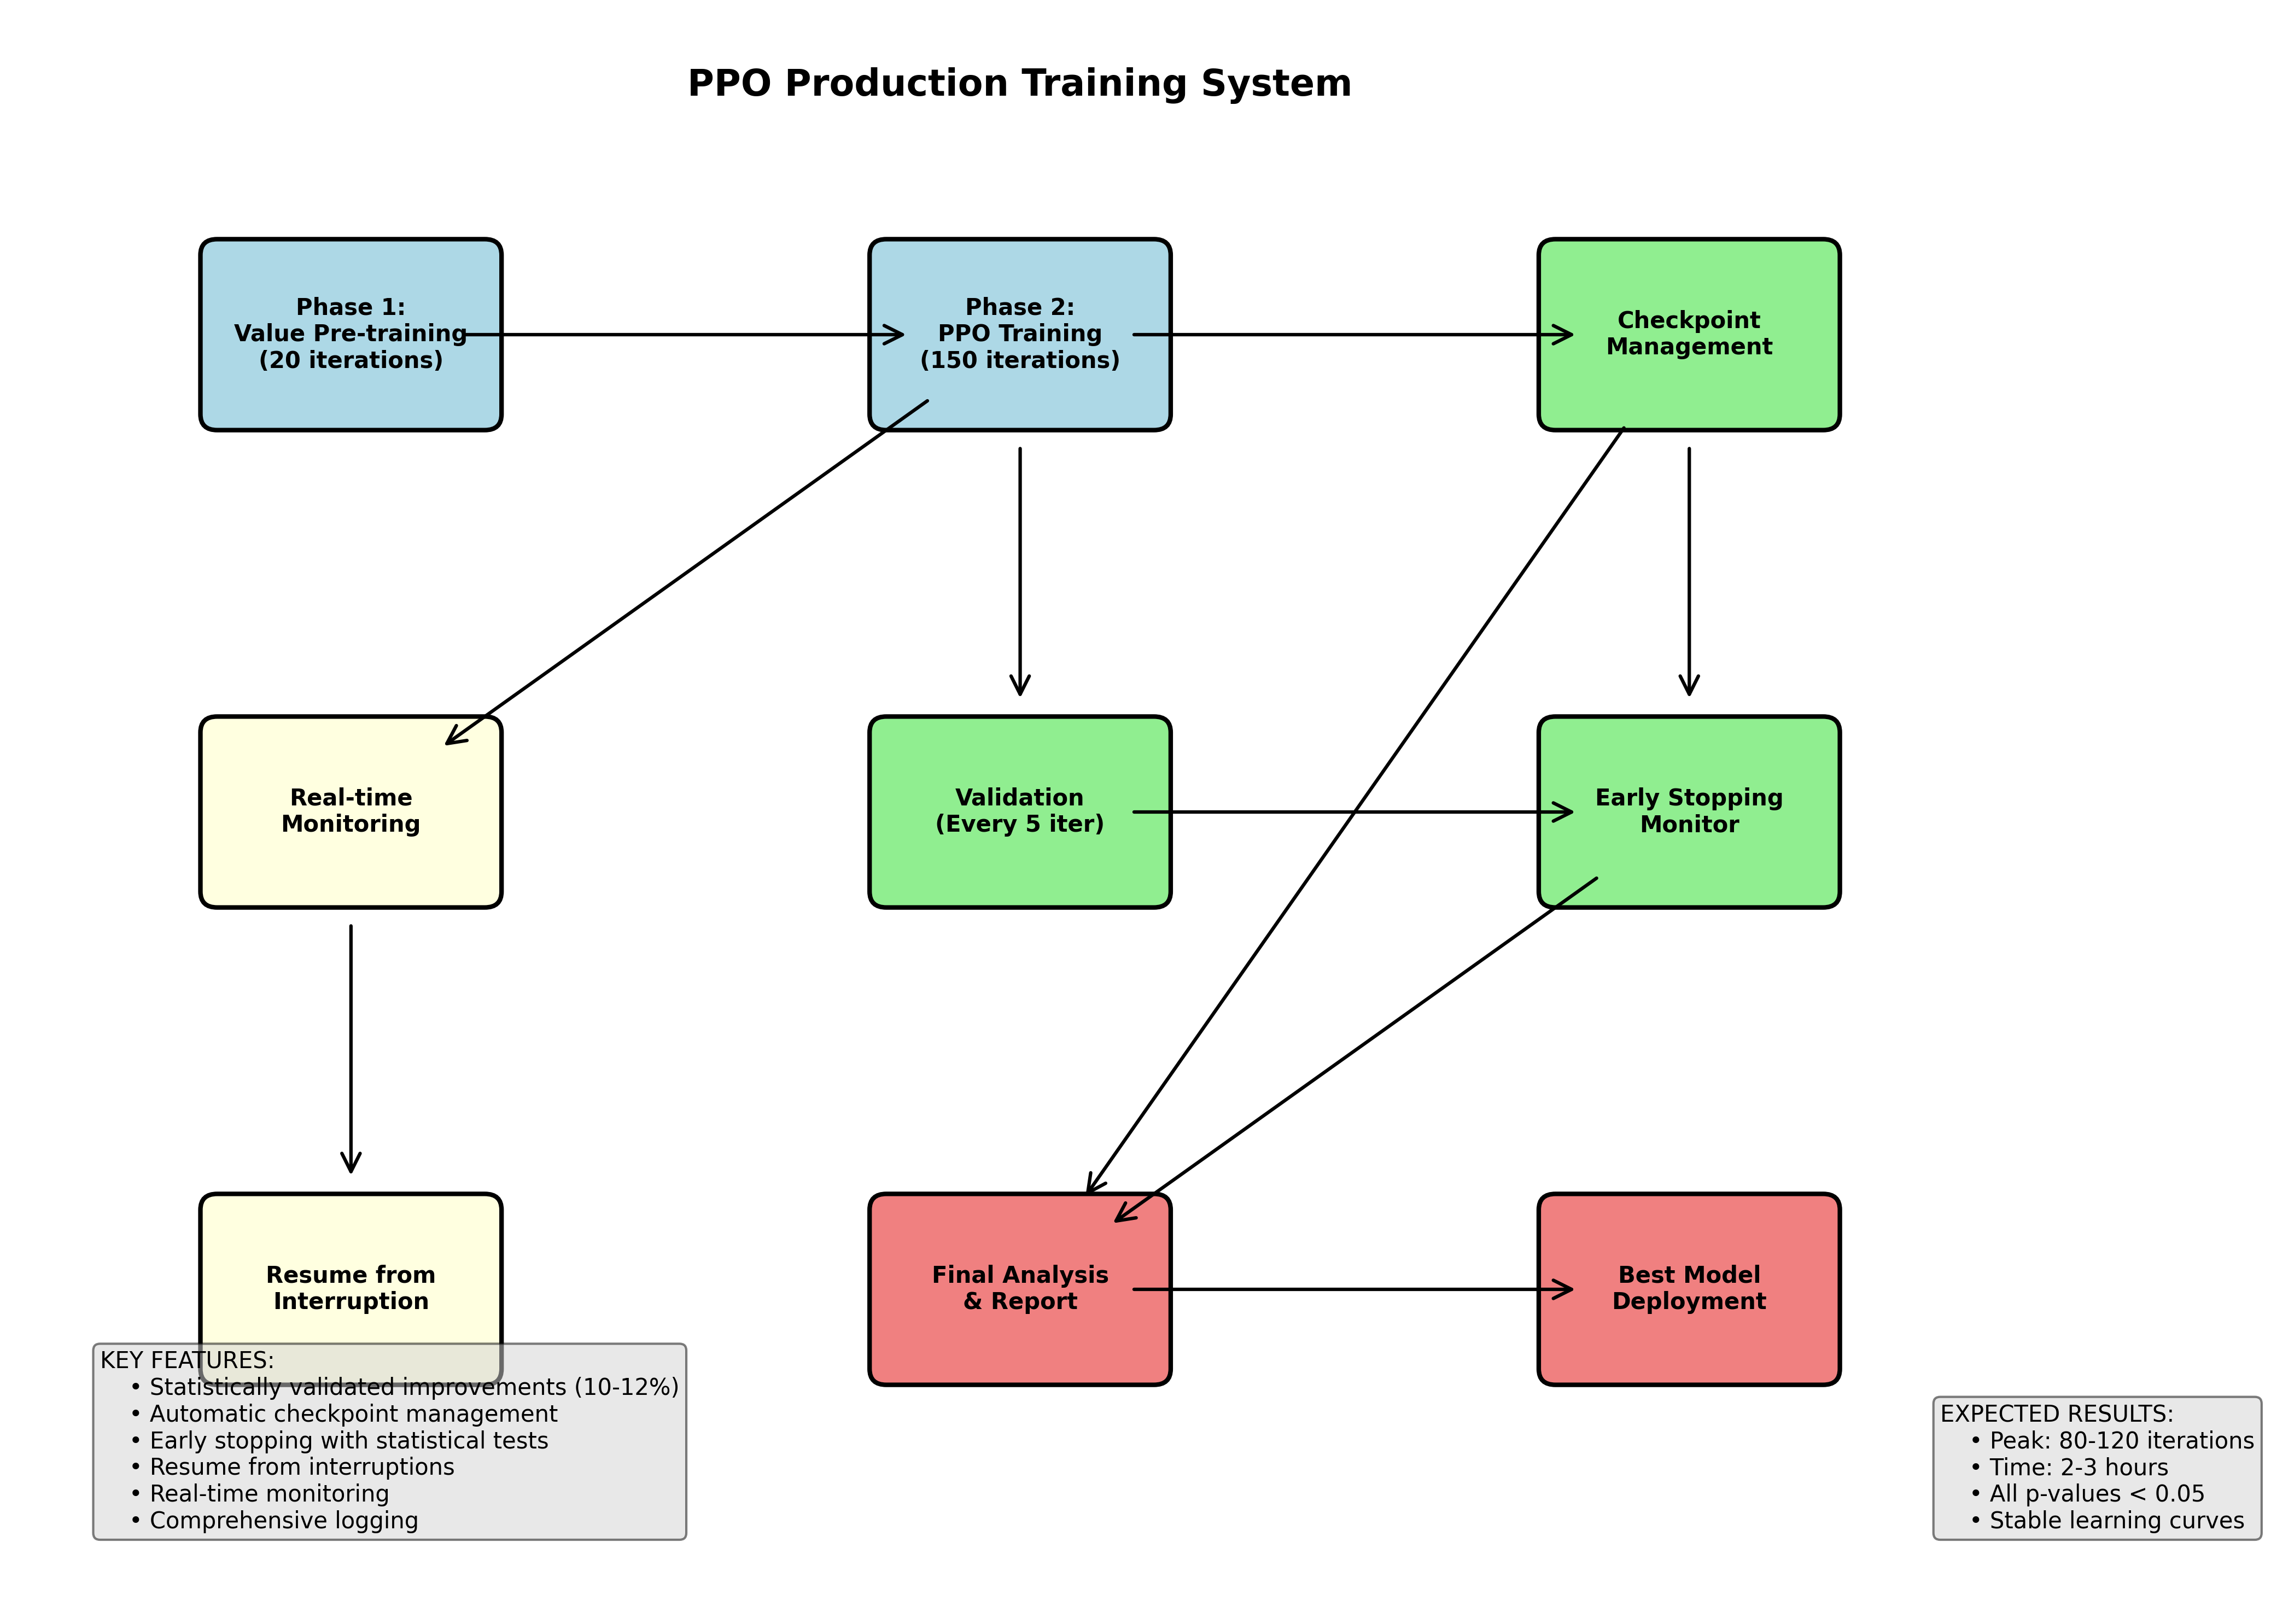 PPO Production Training System
Phase 1:
Value Pre-training
(20 iterations)
Phase 2:
PPO Training
(150 iterations)
Checkpoint
Management
Real-time
Monitoring
Validation
(Every 5 iter)
Early Stopping
Monitor
Resume from
Interruption
Final Analysis
& Report
Best Model
Deployment
KEY FEATURES:
• Statistically validated improvements (10-12%)
• Automatic checkpoint management
• Early stopping with statistical tests
• Resume from interruptions
• Real-time monitoring
• Comprehensive logging
EXPECTED RESULTS:
• Peak: 80-120 iterations
• Time: 2-3 hours
• All p-values < 0.05
• Stable learning curves